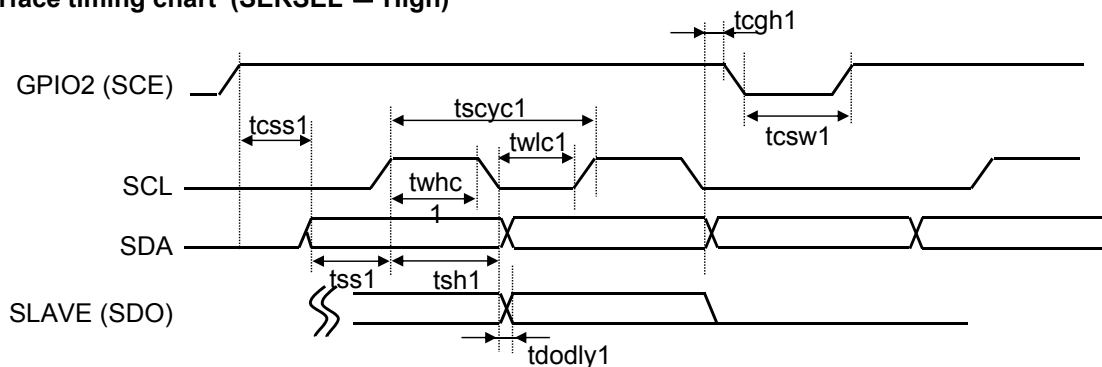 rface timing chart (SERSEL = High)
tcgh1
GPIO2 (SCE)
tcss1
tscyc1
tcsw1
twlc1
SCL
twhc
1
SDA
tss1
tsh1
SLAVE (SDO)
tdodly1